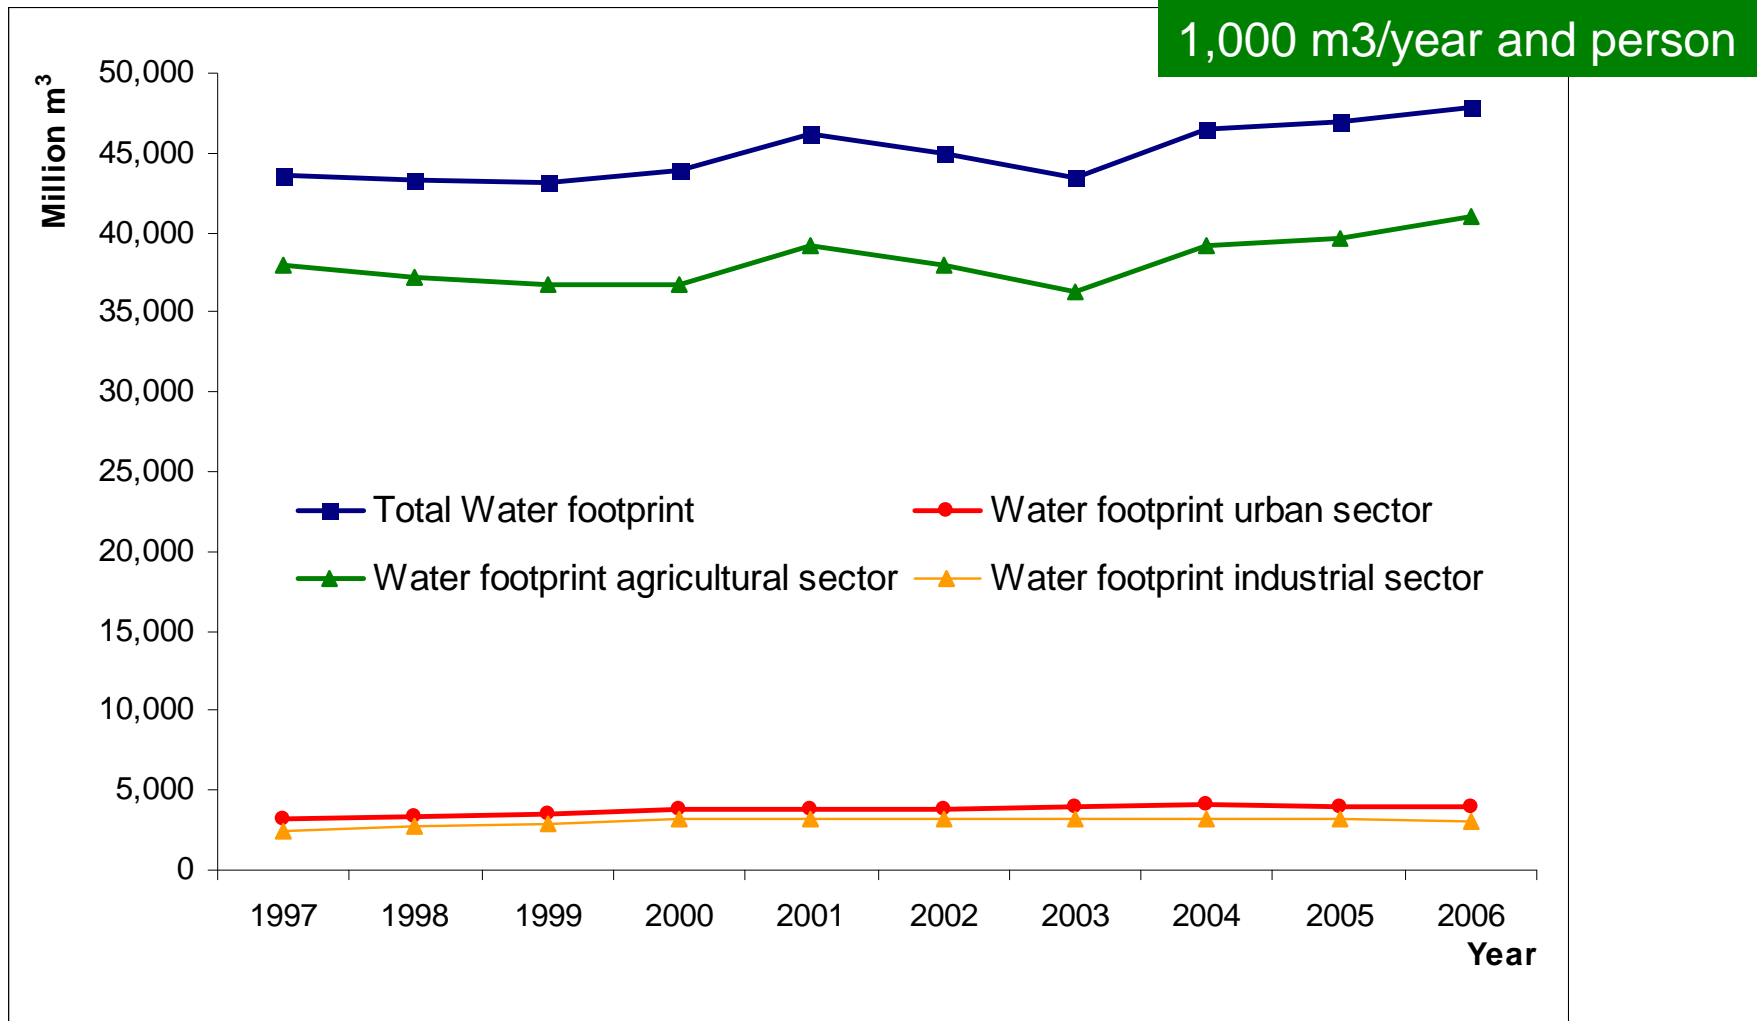 1,000 m3/year and person
Million m³
50,000
45,000
40,000
35,000
30,000
25,000
20,000
15,000
10,000
5,000
0
Total Water footprint
Water footprint urban sector
Water footprint agricultural sector
Water footprint industrial sector
1997 1998 1999 2000 2001 2002 2003 2004 2005 2006
Year